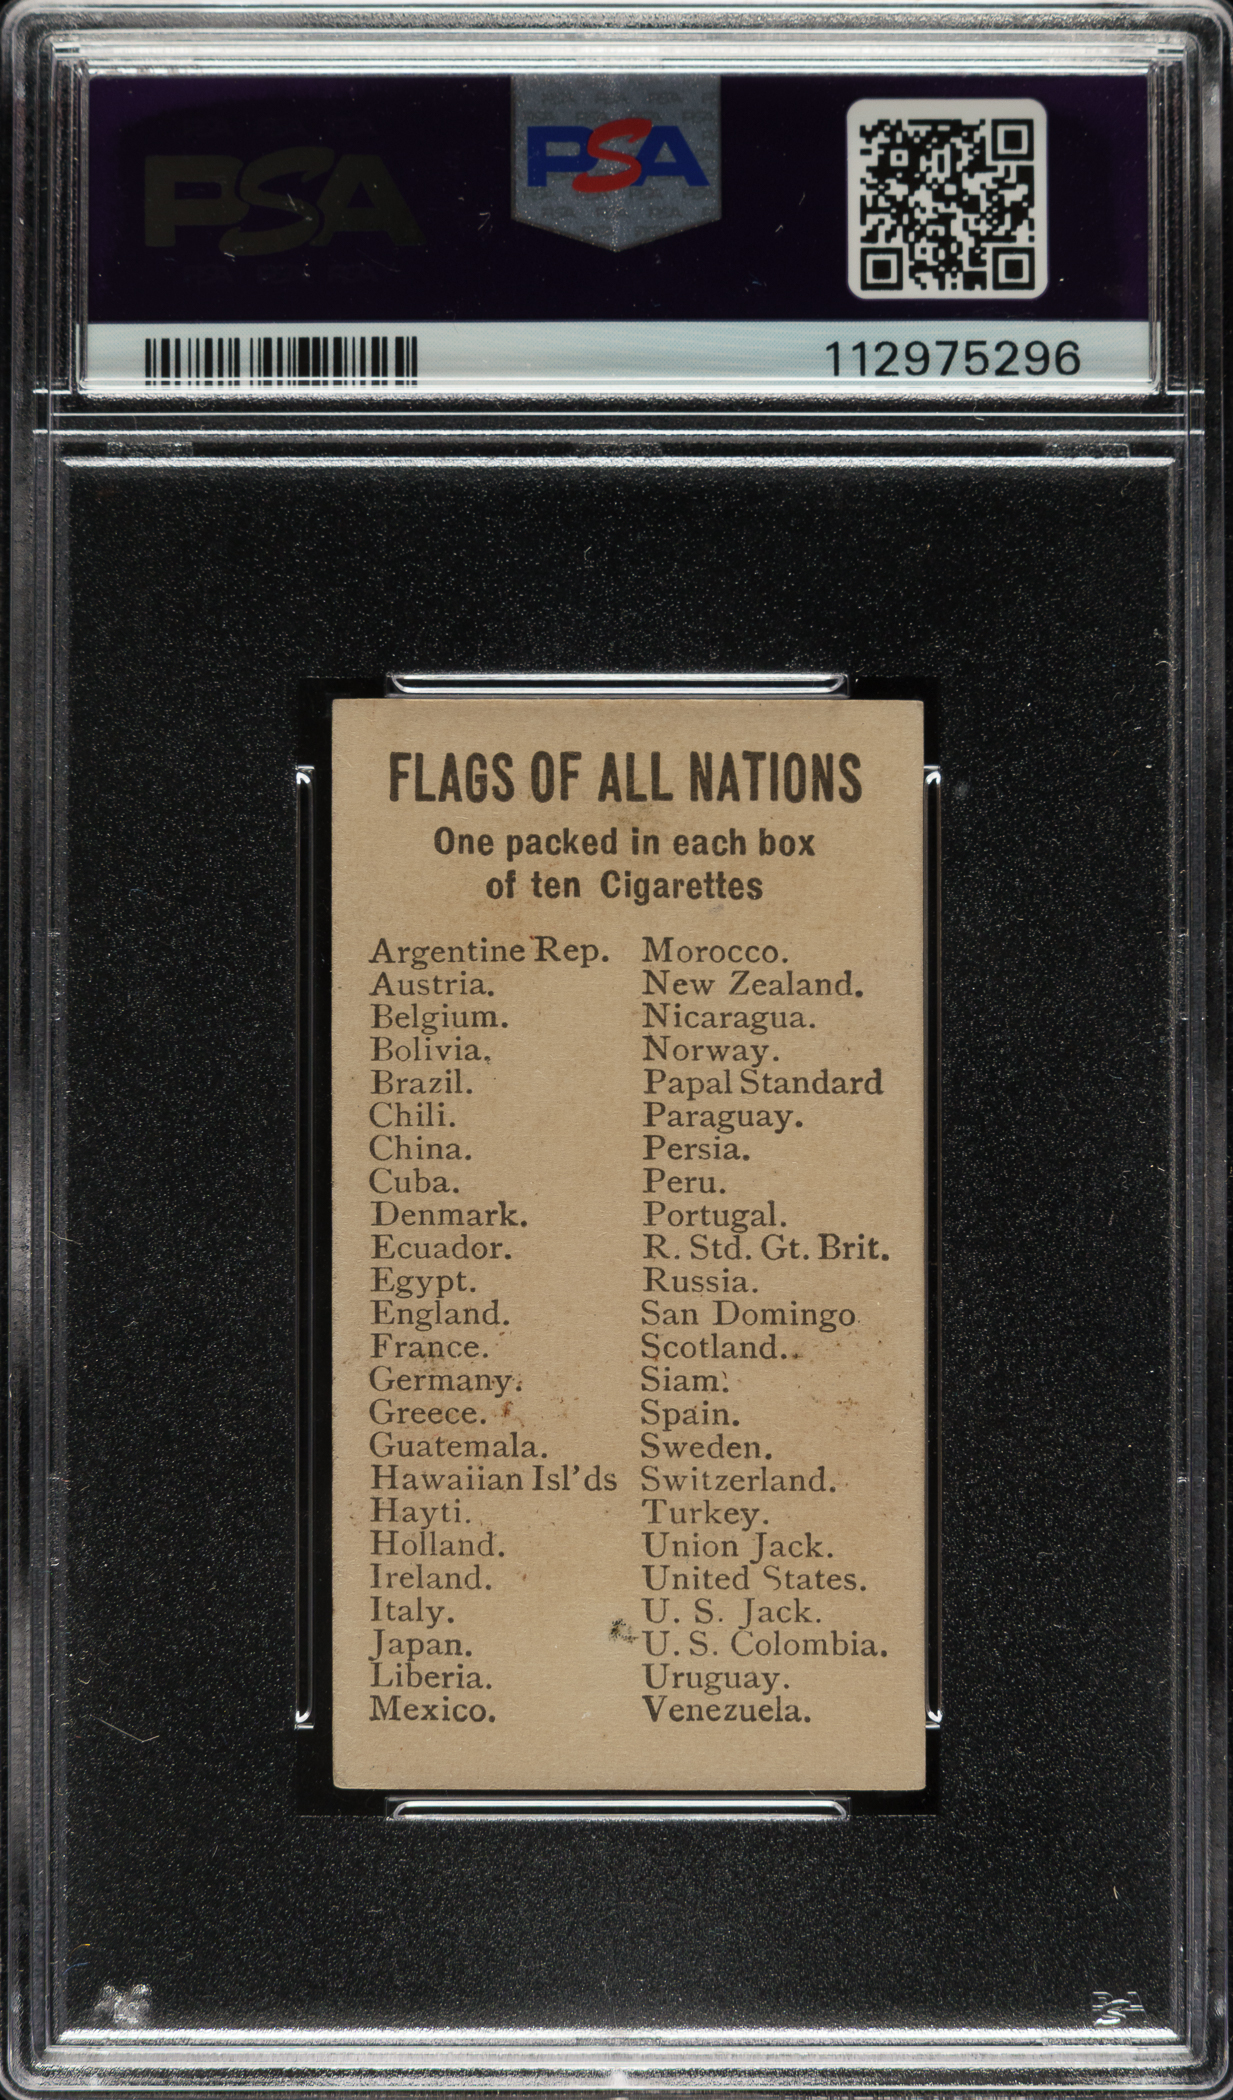 PSA
PSA
112975296
FLAGS OF ALL NATIONS
One packed in each box
of ten Cigarettes
Argentine Rep.
Austria.
Belgium.
Bolivia.
Brazil.
Chili.
China.
Cuba.
Denmark.
Ecuador.
Egypt.
England.
France.
Germany.
Greece.
Guatemala.
Hawaiian Isl'ds
Hayti.
Holland.
Ireland.
Italy.
Japan.
Liberia.
Mexico.
Morocco.
New Zealand.
Nicaragua.
Norway.
Papal Standard
Paraguay.
Persia.
Peru.
Portugal.
R. Std. Gt. Brit.
Russia.
San Domingo
Scotland.
Siam.
Spain.
Sweden.
Switzerland.
Turkey.
Union Jack.
United States.
U. S. Jack.
U. S. Colombia.
Uruguay.
Venezuela.
PSA